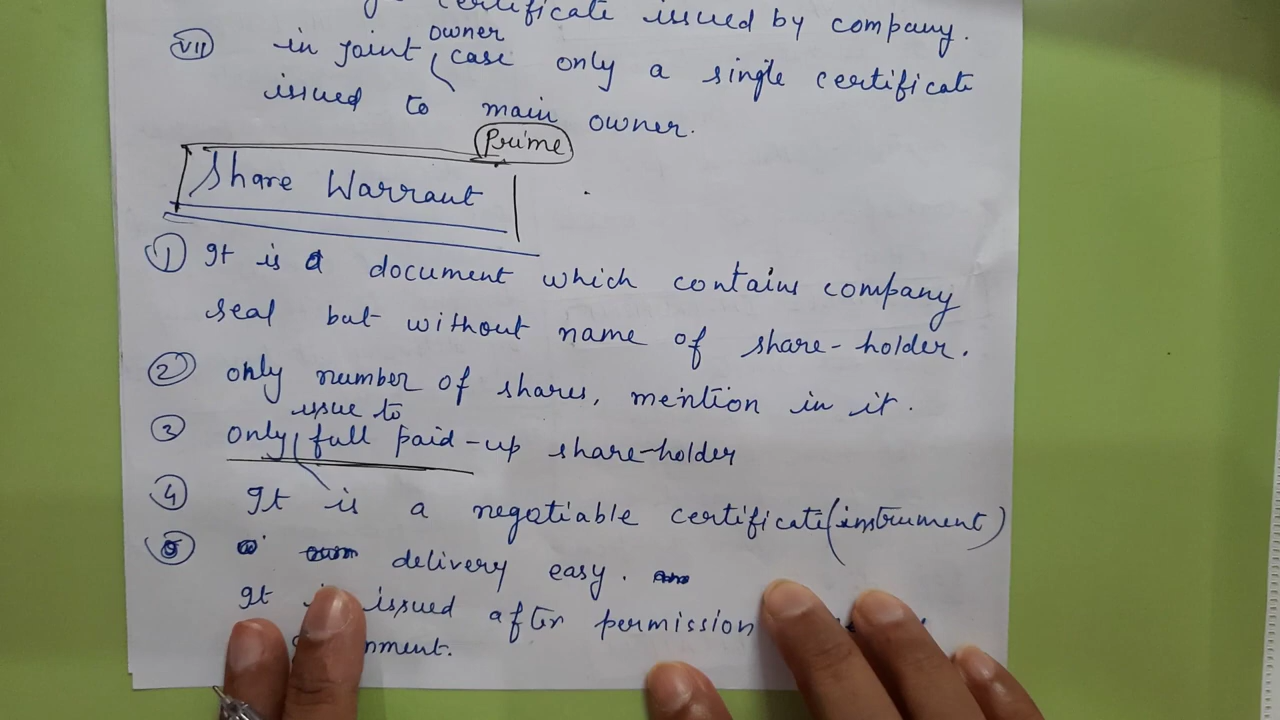 certificate issued by company.
VII in joint owner case only a single certificate
issued to main owner.
Prime
Share Warrant
1 It is a document which contains company
seal but without name of share-holder.
2 only number of shares, mention in it.
issue to
3 only full paid-up share-holder
4 It is a negotiable certificate (instrument)
5 delivery easy.
It issued after permission